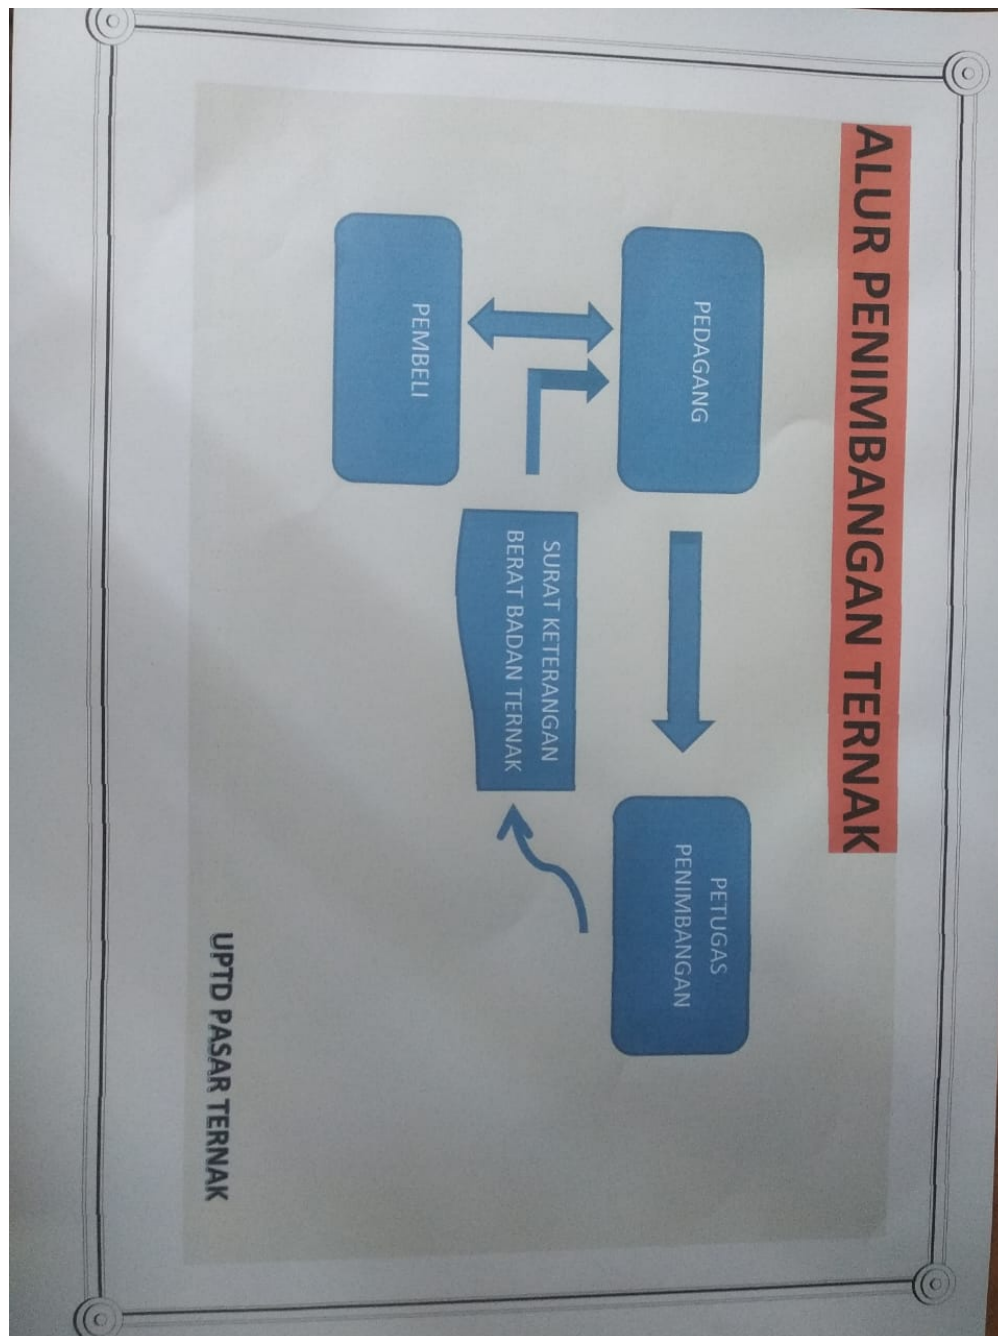 ALUR PENIMBANGAN TERNAK
PEDAGANG
PETUGAS
PENIMBANGAN
SURAT KETERANGAN
BERAT BADAN TERNAK
PEMBELI
UPTD PASAR TERNAK